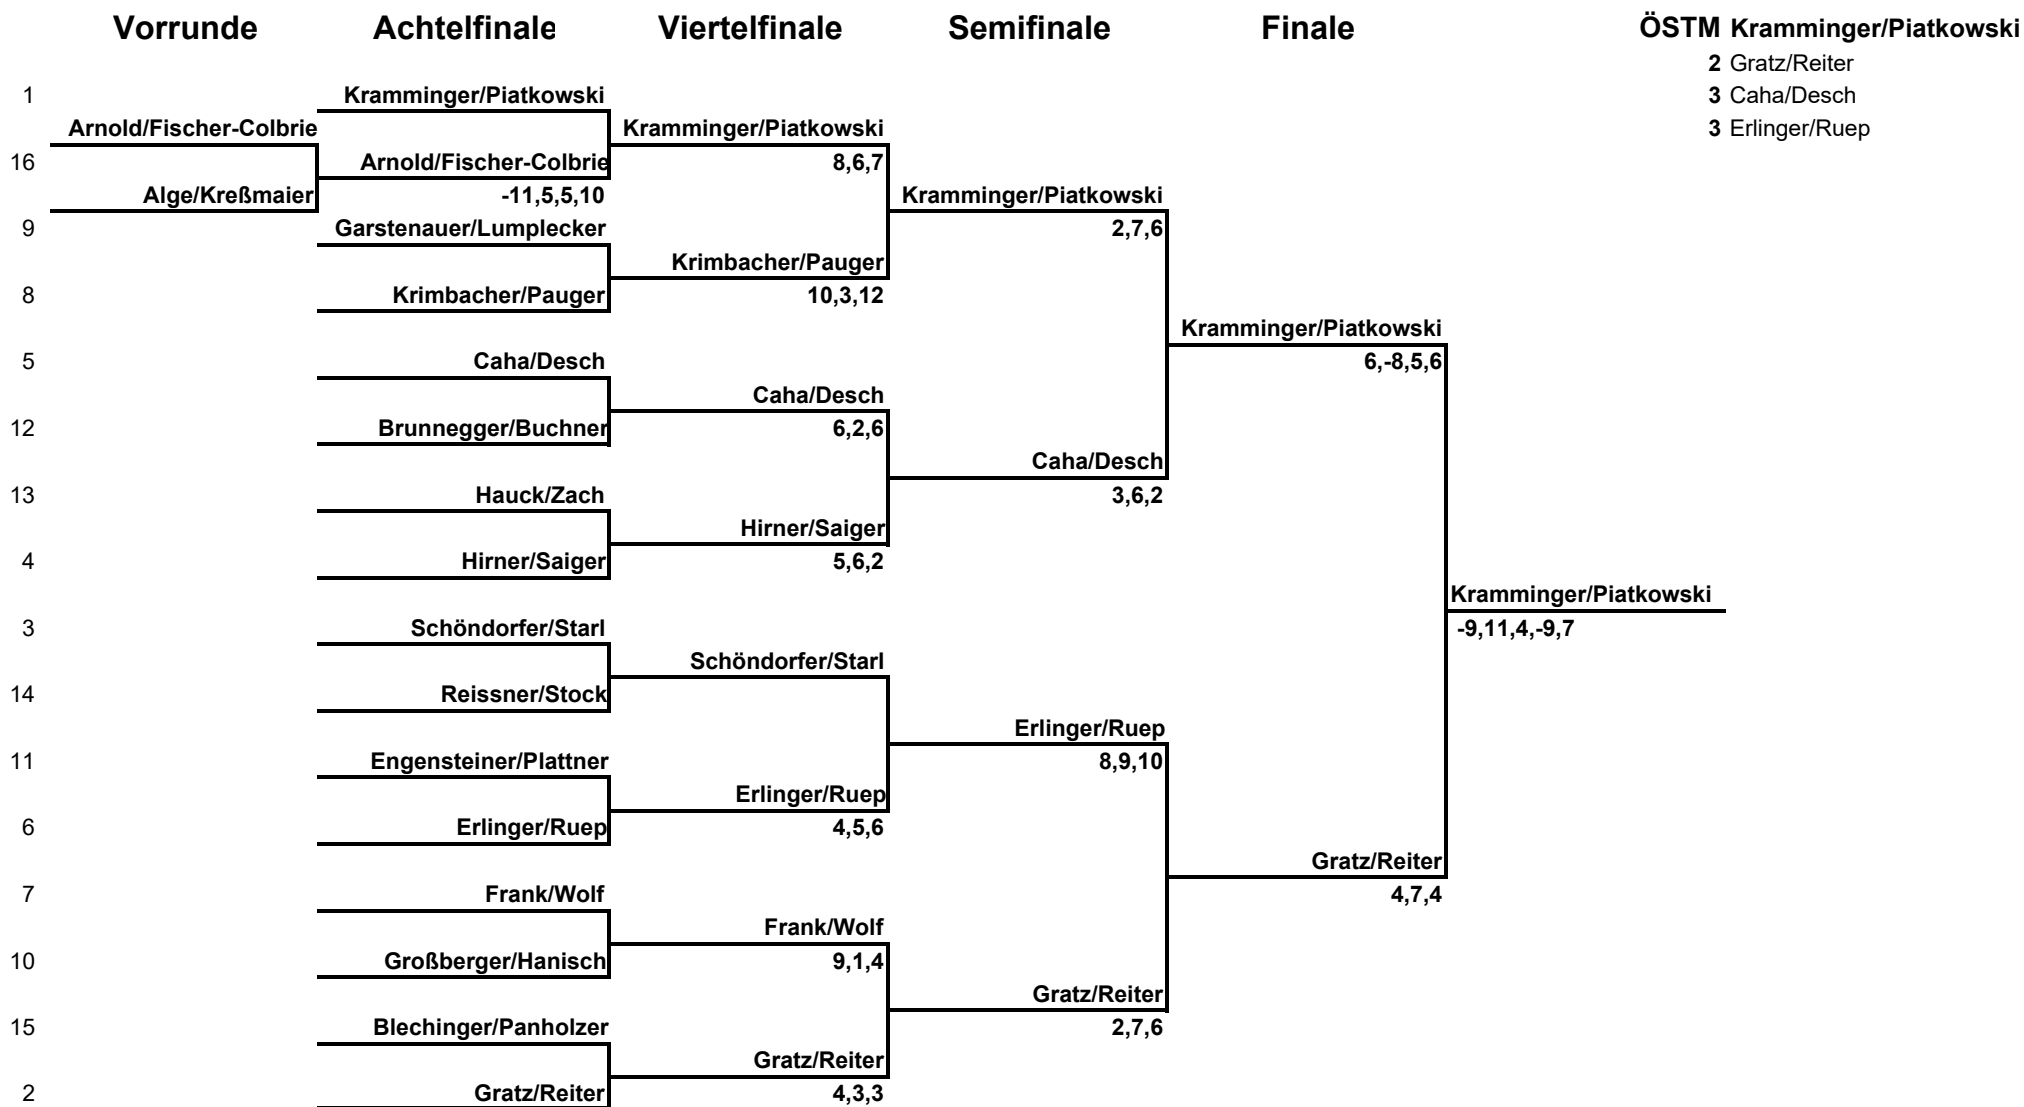 Vorrunde Achtelfinale Viertelfinale Semifinale Finale ÖSTM Kramminger/Piatkowski
2 Gratz/Reiter
1 Kramminger/Piatkowski 3 Caha/Desch
Arnold/Fischer-Colbrie Kramminger/Piatkowski 3 Erlinger/Ruep
16 Arnold/Fischer-Colbrie 8,6,7
Alge/Kreßmaier -11,5,5,10 Kramminger/Piatkowski
9 Garstenauer/Lumplecker 2,7,6
Krimbacher/Pauger
8 Krimbacher/Pauger 10,3,12
Kramminger/Piatkowski
5 Caha/Desch 6,-8,5,6
Caha/Desch
12 Brunnegger/Buchner 6,2,6
Caha/Desch
13 Hauck/Zach 3,6,2
Hirner/Saiger
4 Hirner/Saiger 5,6,2
Kramminger/Piatkowski
3 Schöndorfer/Starl -9,11,4,-9,7
Schöndorfer/Starl
14 Reissner/Stock
Erlinger/Ruep
11 Engensteiner/Plattner 8,9,10
Erlinger/Ruep
6 Erlinger/Ruep 4,5,6
Gratz/Reiter
7 Frank/Wolf 4,7,4
Frank/Wolf
10 Großberger/Hanisch 9,1,4
Gratz/Reiter
15 Blechinger/Panholzer 2,7,6
Gratz/Reiter
2 Gratz/Reiter 4,3,3